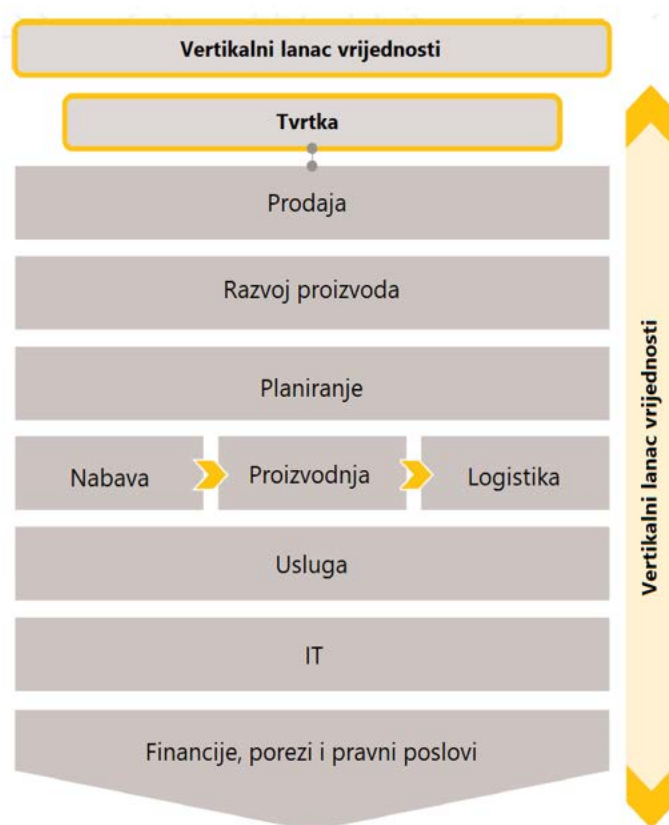 Vertikalni lanac vrijednosti
Tvrtka
Prodaja
Razvoj proizvoda
Planiranje
Nabava
Proizvodnja
Logistika
Usluga
IT
Financije, porezi i pravni poslovi
Vertikalni lanac vrijednosti